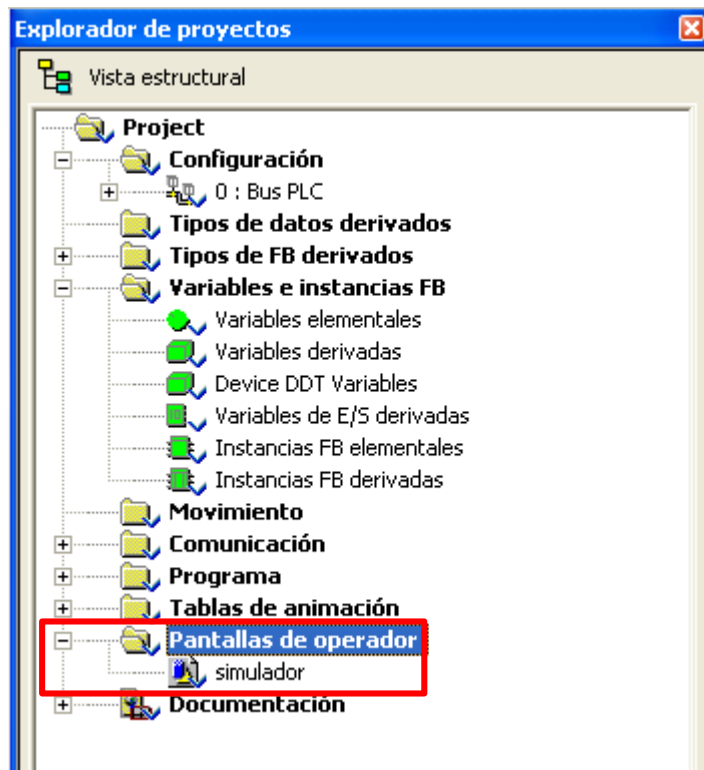 Explorador de proyectos
Vista estructural
Project
Configuración
0 : Bus PLC
Tipos de datos derivados
Tipos de FB derivados
Variables e instancias FB
Variables elementales
Variables derivadas
Device DDT Variables
Variables de E/S derivadas
Instancias FB elementales
Instancias FB derivadas
Movimiento
Comunicación
Programa
Tablas de animación
Pantallas de operador
simulador
Documentación